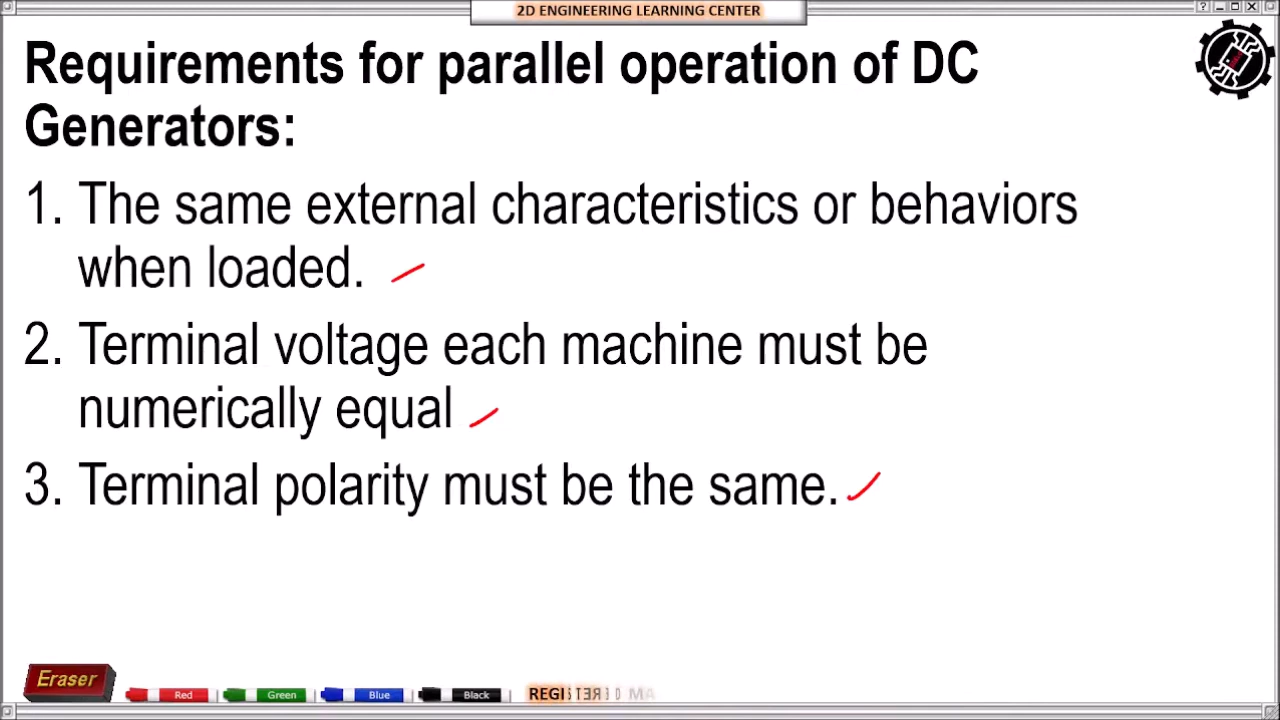 2D ENGINEERING LEARNING CENTER
Requirements for parallel operation of DC
Generators:
1. The same external characteristics or behaviors
when loaded.
2. Terminal voltage each machine must be
numerically equal
3. Terminal polarity must be the same.
Eraser
Red
Green
Blue
Black